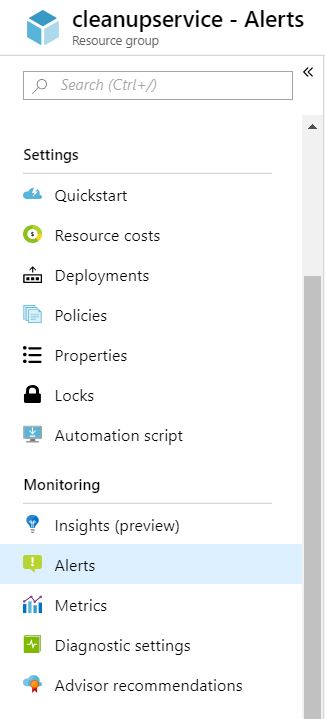 cleanupservice - Alerts
Resource group
«
Search (Ctrl+/)
Settings
Quickstart
Resource costs
Deployments
Policies
Properties
Locks
Automation script
Monitoring
Insights (preview)
Alerts
Metrics
Diagnostic settings
Advisor recommendations